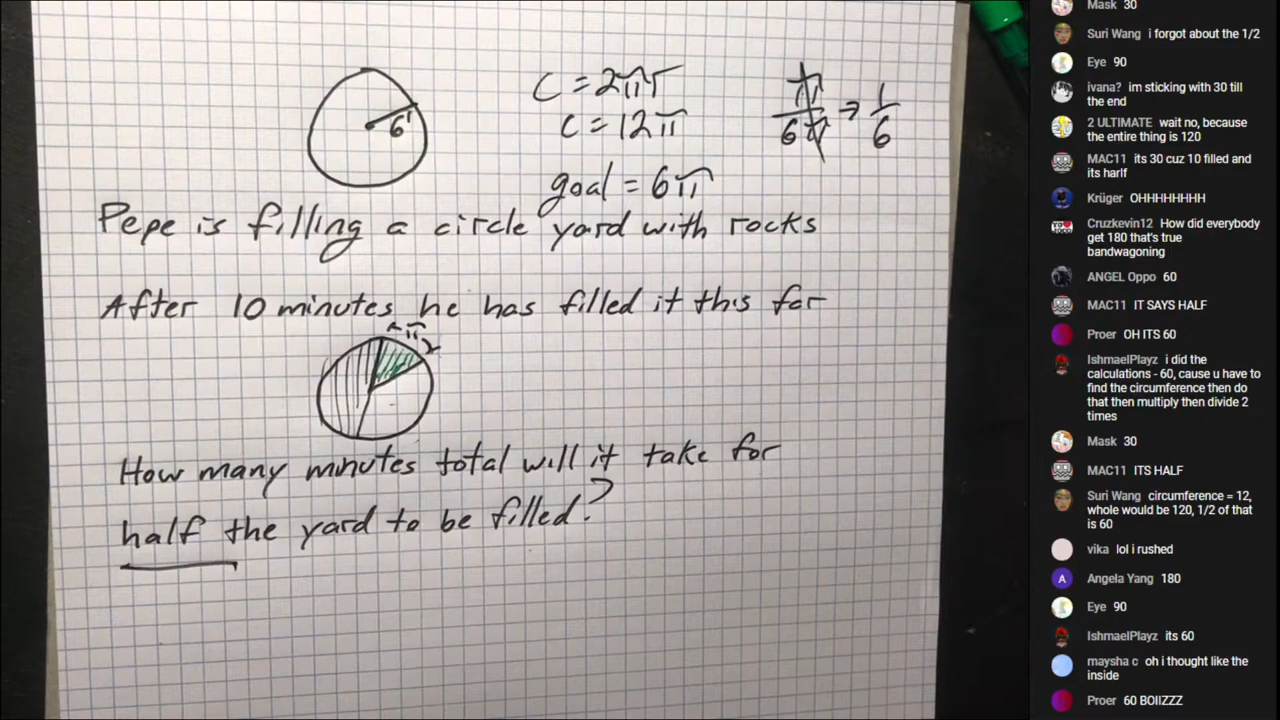 6'
C = 2πr
C = 12π
goal = 6π
π/6π → 1/6
Pepe is filling a circle yard with rocks
After 10 minutes he has filled it this far
π
How many minutes total will it take for
half the yard to be filled?
Mask 30
Suri Wang i forgot about the 1/2
Eye 90
ivana? im sticking with 30 till
the end
2 ULTIMATE wait no, because
the entire thing is 120
MAC11 its 30 cuz 10 filled and
its harlf
Krüger OHHHHHHHH
Cruzkevin12 How did everybody
get 180 that's true
bandwagoning
ANGEL Oppo 60
MAC11 IT SAYS HALF
Proer OH ITS 60
IshmaelPlayz i did the
calculations - 60, cause u have to
find the circumference then do
that then multiply then divide 2
times
Mask 30
MAC11 ITS HALF
Suri Wang circumference = 12,
whole would be 120, 1/2 of that
is 60
vika lol i rushed
A
Angela Yang 180
Eye 90
IshmaelPlayz its 60
maysha c oh i thought like the
inside
Proer 60 BOIIZZZ